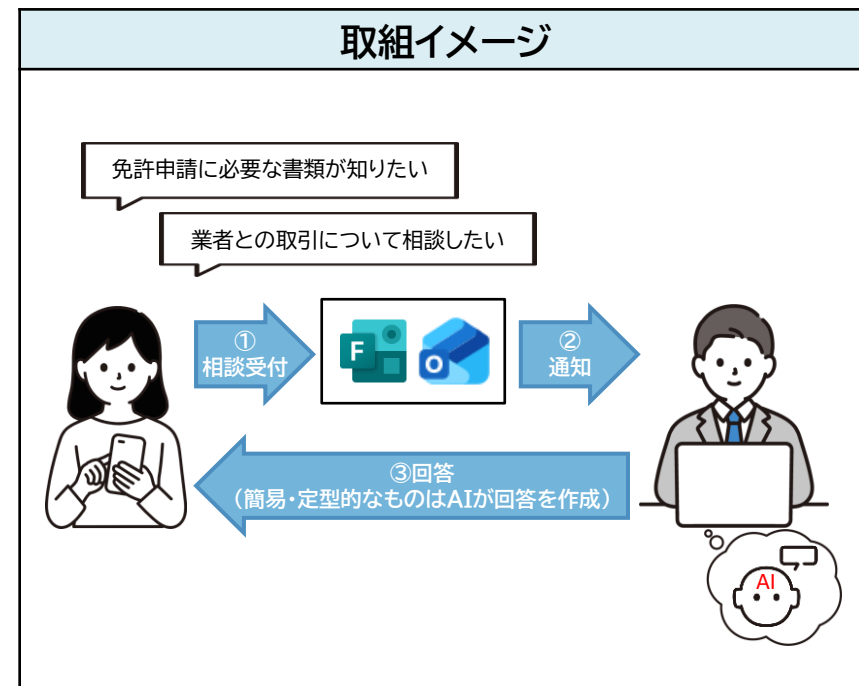 取組イメージ
免許申請に必要な書類が知りたい
業者との取引について相談したい
①
相談受付
F
O
②
通知
③回答
（簡易・定型的なものはAIが回答を作成）
AI